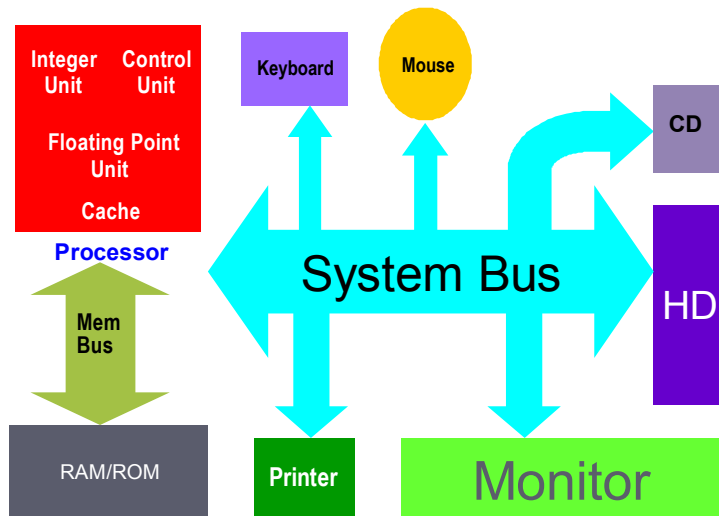 Integer
Unit
Control
Unit
Floating Point
Unit
Cache
Processor
Keyboard
Mouse
CD
System Bus
HD
Mem
Bus
RAM/ROM
Printer
Monitor